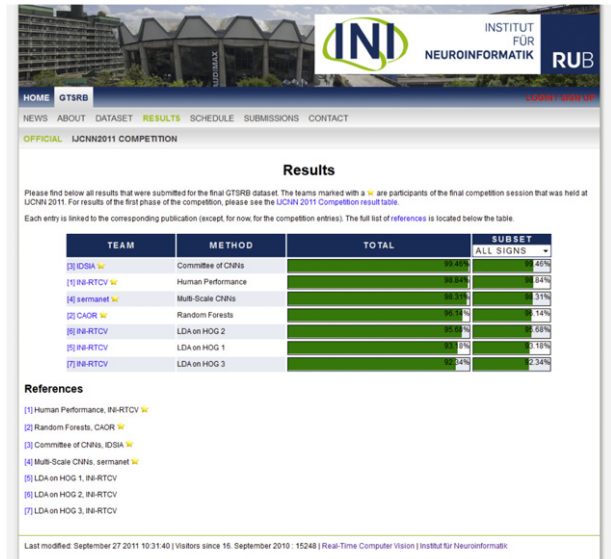 AUDIMAX
INI
INSTITUT
FÜR
NEUROINFORMATIK
RUB
HOME GTSRB LOGIN | SIGN UP
NEWS ABOUT DATASET RESULTS SCHEDULE SUBMISSIONS CONTACT
OFFICIAL IJCNN2011 COMPETITION
Results
Please find below all results that were submitted for the final GTSRB dataset. The teams marked with a are participants of the final competition session that was held at
IJCNN 2011. For results of the first phase of the competition, please see the IJCNN 2011 Competition result table.
Each entry is linked to the corresponding publication (except, for now, for the competition entries). The full list of references is located below the table.
TEAM METHOD TOTAL SUBSET
ALL SIGNS
[3] IDSIA Committee of CNNs 99.46% 99.46%
[1] INI-RTCV Human Performance 98.84% 98.84%
[4] sermanet Multi-Scale CNNs 98.31% 98.31%
[2] CAOR Random Forests 96.14% 96.14%
[6] INI-RTCV LDA on HOG 2 95.68% 95.68%
[5] INI-RTCV LDA on HOG 1 93.18% 93.18%
[7] INI-RTCV LDA on HOG 3 92.34% 92.34%
References
[1] Human Performance, INI-RTCV
[2] Random Forests, CAOR
[3] Committee of CNNs, IDSIA
[4] Multi-Scale CNNs, sermanet
[5] LDA on HOG 1, INI-RTCV
[6] LDA on HOG 2, INI-RTCV
[7] LDA on HOG 3, INI-RTCV
Last modified: September 27 2011 10:31:40 | Visitors since 16. September 2010 : 15248 | Real-Time Computer Vision | Institut für Neuroinformatik